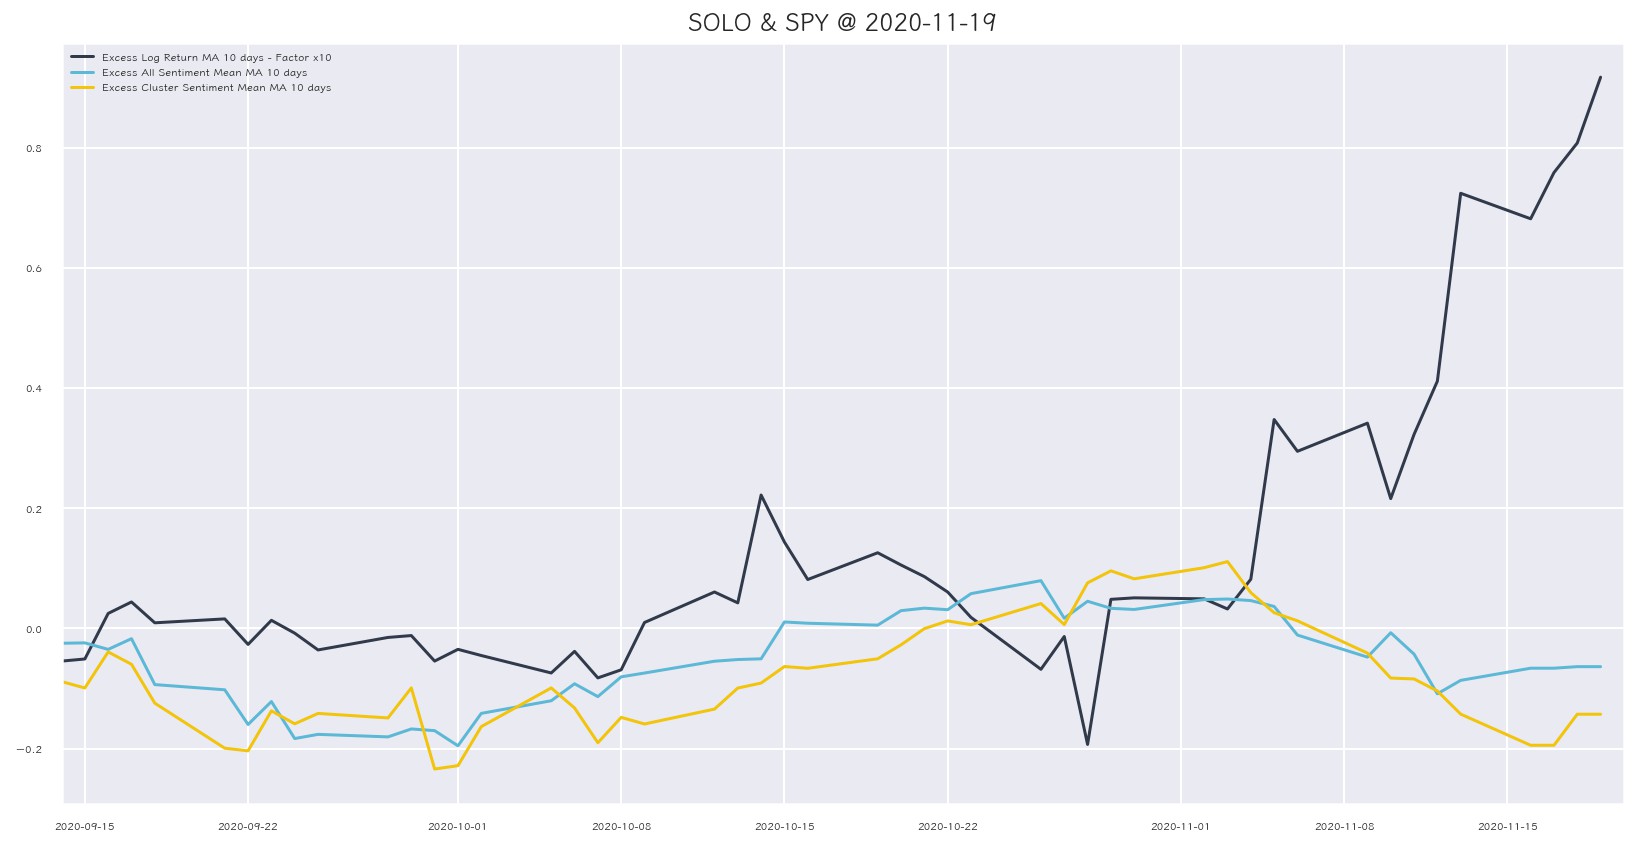 SOLO & SPY @ 2020-11-19
Excess Log Return MA 10 days - Factor x10
Excess All Sentiment Mean MA 10 days
Excess Cluster Sentiment Mean MA 10 days
0.8
0.6
0.4
0.2
0.0
−0.2
2020-09-15 2020-09-22 2020-10-01 2020-10-08 2020-10-15 2020-10-22 2020-11-01 2020-11-08 2020-11-15